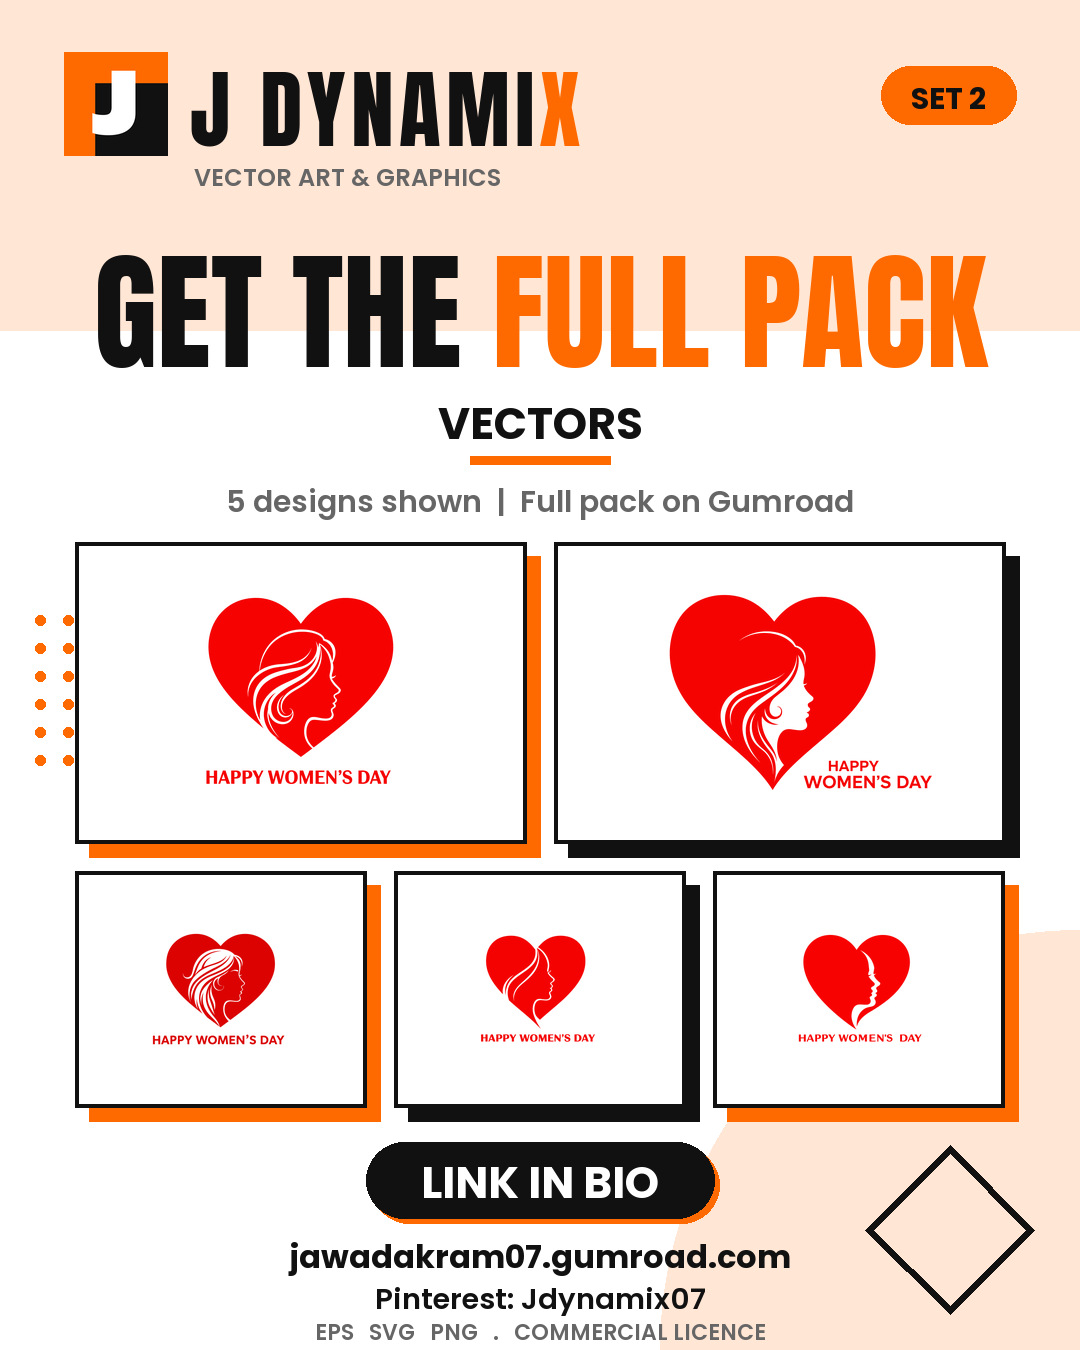 J
J DYNAMIX
VECTOR ART & GRAPHICS
SET 2
GET THE FULL PACK
VECTORS
5 designs shown | Full pack on Gumroad
HAPPY WOMEN'S DAY
HAPPY
WOMEN'S DAY
HAPPY WOMEN'S DAY
HAPPY WOMEN'S DAY
HAPPY WOMEN'S DAY
LINK IN BIO
jawadakram07.gumroad.com
Pinterest: Jdynamix07
EPS SVG PNG . COMMERCIAL LICENCE